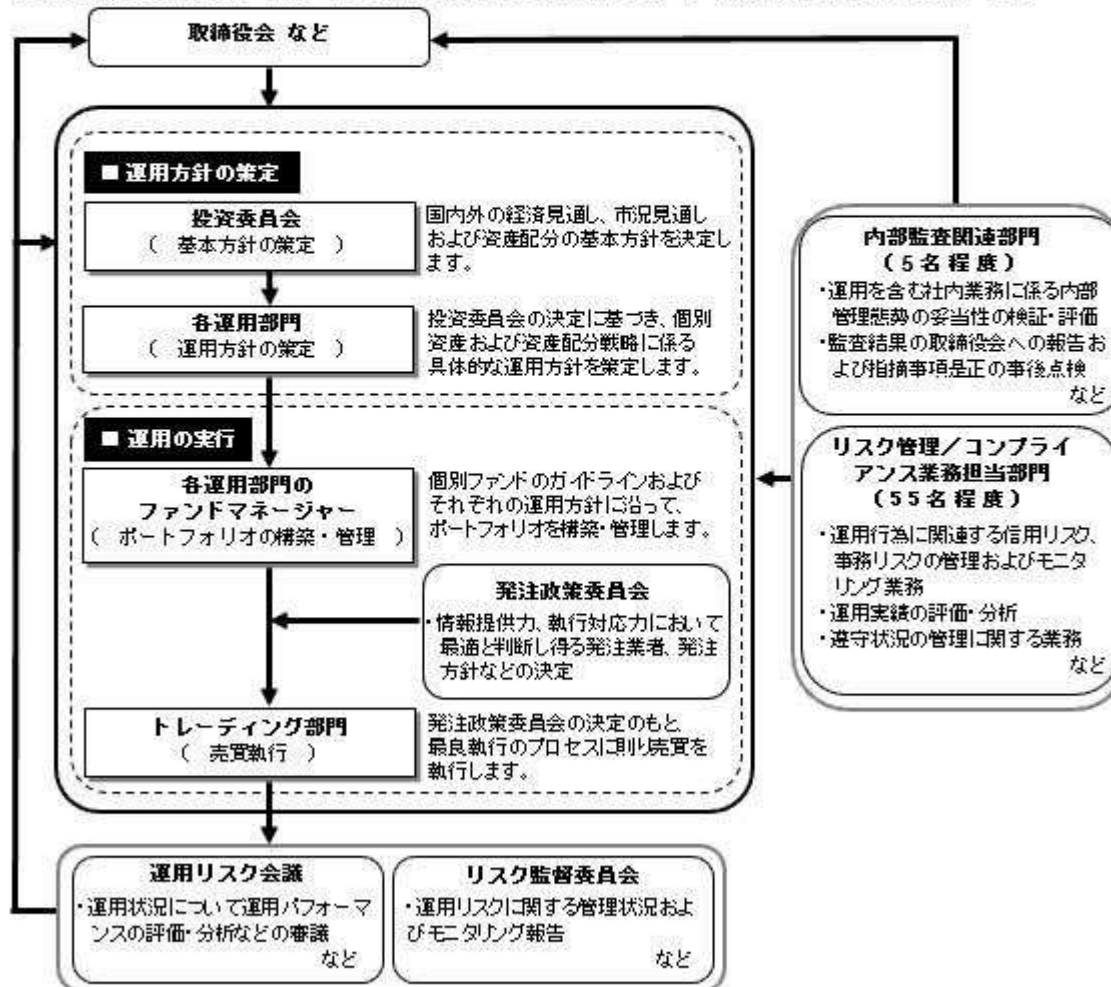 取締役会 など
■ 運用方針の策定
投資委員会
( 基本方針の策定 )
国内外の経済見通し、市況見通し
および資産配分の基本方針を決定し
ます。
各運用部門
( 運用方針の策定 )
投資委員会の決定に基づき、個別
資産および資産配分戦略に係る
具体的な運用方針を策定します。
■ 運用の実行
各運用部門の
ファンドマネージャー
( ポートフォリオの構築・管理 )
個別ファンドのガイドラインおよび
それぞれの運用方針に沿って、
ポートフォリオを構築・管理します。
発注政策委員会
・情報提供力、執行対応力において
最適と判断し得る発注業者、発注
方針などの決定
トレーディング部門
( 売買執行 )
発注政策委員会の決定のもと、
最良執行のプロセスに則り売買を
執行します。
内部監査関連部門
(5名程度)
・運用を含む社内業務に係る内部
管理態勢の妥当性の検証・評価
・監査結果の取締役会への報告お
よび指摘事項是正の事後点検
など
リスク管理/コンプライ
アンス業務担当部門
(55名程度)
・運用行為に関連する信用リスク、
事務リスクの管理およびモニタ
リング業務
・運用実績の評価・分析
・遵守状況の管理に関する業務
など
運用リスク会議
・運用状況について運用パフォーマ
ンスの評価・分析などの審議
など
リスク監督委員会
・運用リスクに関する管理状況およ
びモニタリング報告
など